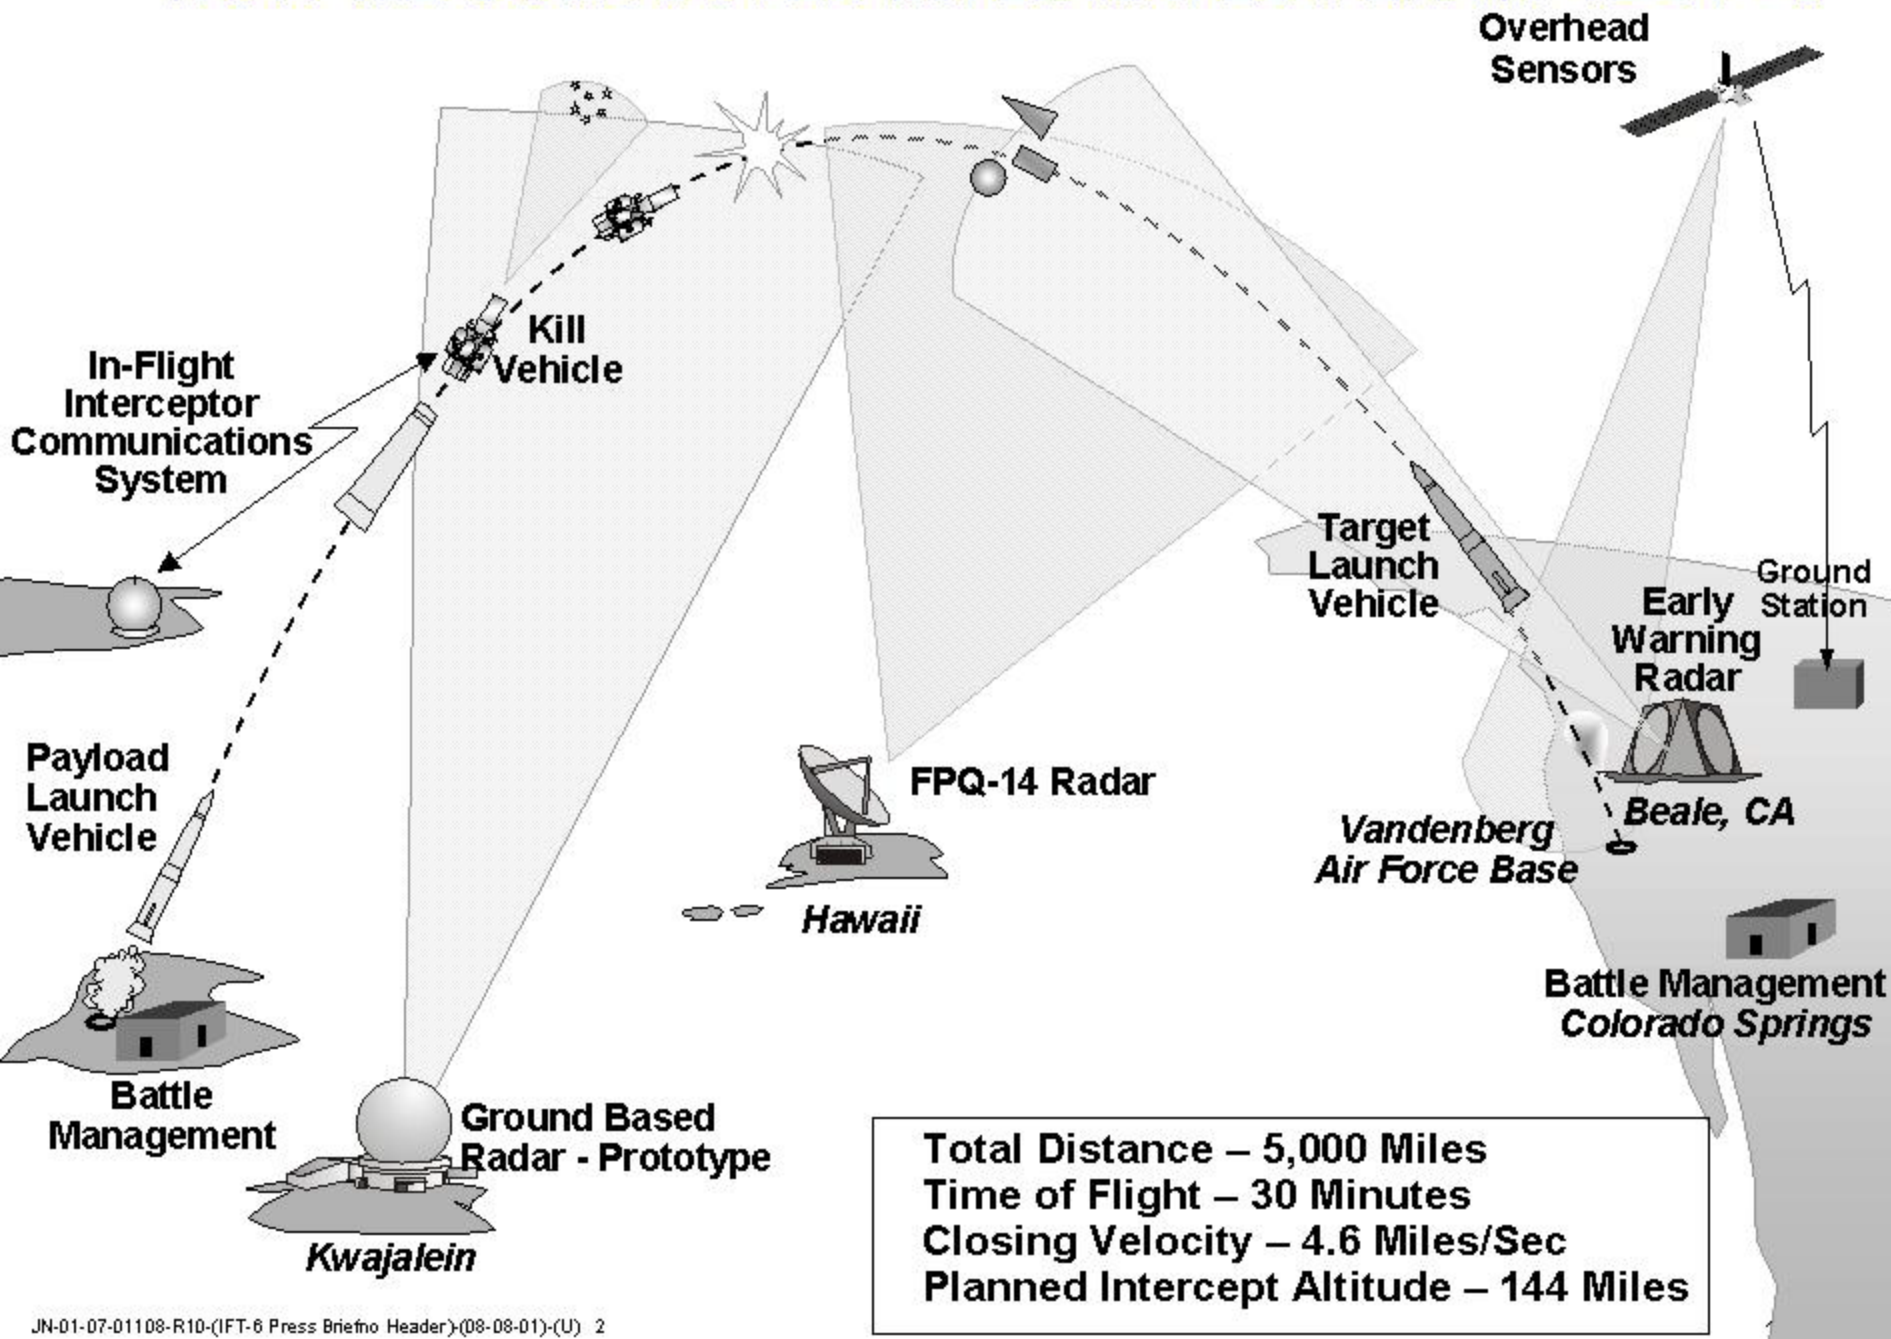 Overhead
Sensors
Kill
Vehicle
In-Flight
Interceptor
Communications
System
Target
Launch
Vehicle
Ground
Station
Early
Warning
Radar
Payload
Launch
Vehicle
FPQ-14 Radar
Beale, CA
Vandenberg
Air Force Base
Hawaii
Battle Management
Colorado Springs
Battle
Management
Ground Based
Radar - Prototype
Kwajalein
Total Distance – 5,000 Miles
Time of Flight – 30 Minutes
Closing Velocity – 4.6 Miles/Sec
Planned Intercept Altitude – 144 Miles
JN-01-07-01108-R10-(IFT-6 Press Briefno Header)-(08-08-01)-(U) 2